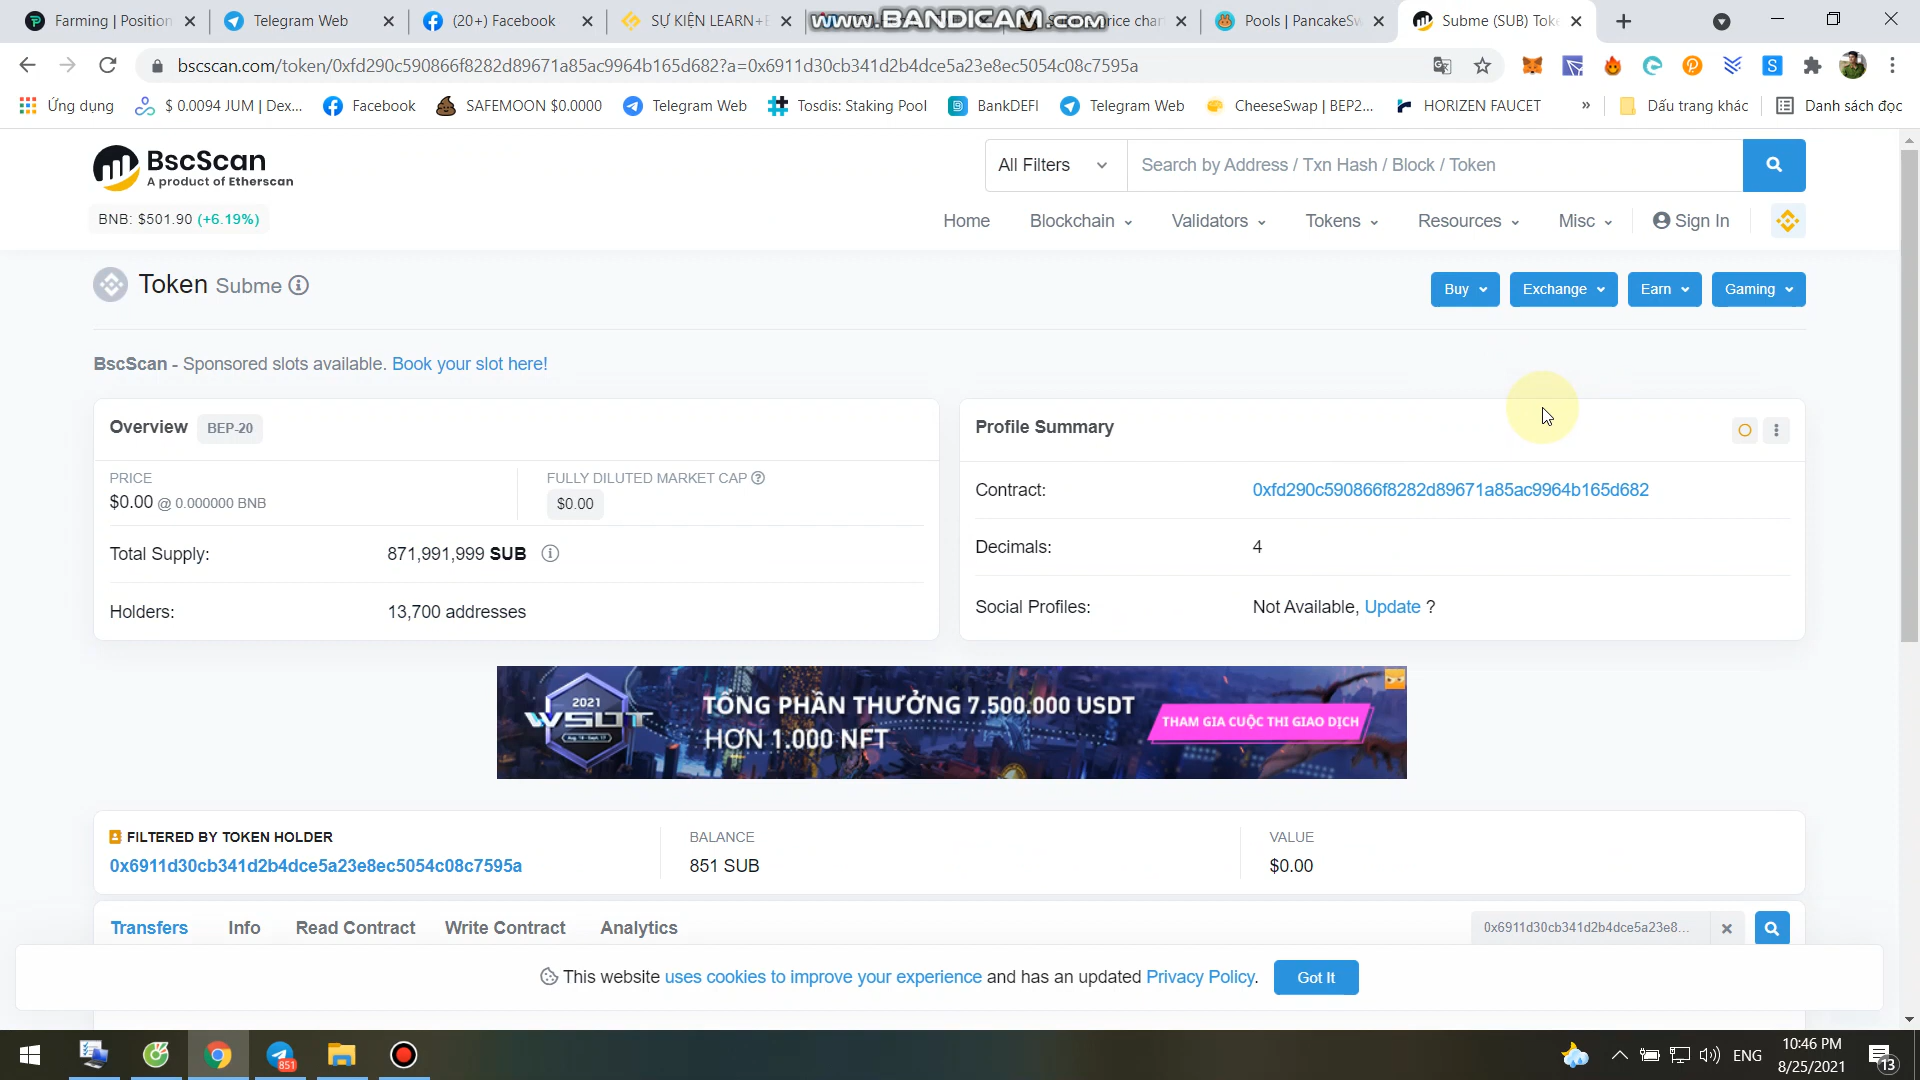 Farming | Position
Telegram Web
(20+) Facebook
SỰ KIỆN LEARN+E
www.BANDICAM.com
rice char
Pools | PancakeSw
Subme (SUB) Toke
bscscan.com/token/0xfd290c590866f8282d89671a85ac9964b165d682?a=0x6911d30cb341d2b4dce5a23e8ec5054c08c7595a
Ứng dụng
$ 0.0094 JUM | Dex...
Facebook
SAFEMOON $0.0000
Telegram Web
Tosdis: Staking Pool
BankDEFI
Telegram Web
CheeseSwap | BEP2...
HORIZEN FAUCET
»
Dấu trang khác
Danh sách đọc
BscScan
A product of Etherscan
All Filters
Search by Address / Txn Hash / Block / Token
BNB: $501.90 (+6.19%)
Home
Blockchain
Validators
Tokens
Resources
Misc
Sign In
Token Subme
Buy
Exchange
Earn
Gaming
BscScan - Sponsored slots available. Book your slot here!
Overview BEP-20
PRICE
$0.00 @ 0.000000 BNB
FULLY DILUTED MARKET CAP
$0.00
Total Supply: 871,991,999 SUB
Holders: 13,700 addresses
Profile Summary
Contract: 0xfd290c590866f8282d89671a85ac9964b165d682
Decimals: 4
Social Profiles: Not Available, Update ?
2021
WSOT
TỔNG PHẦN THƯỞNG 7.500.000 USDT
HƠN 1.000 NFT
THAM GIA CUỘC THI GIAO DỊCH
FILTERED BY TOKEN HOLDER
0x6911d30cb341d2b4dce5a23e8ec5054c08c7595a
BALANCE
851 SUB
VALUE
$0.00
Transfers
Info
Read Contract
Write Contract
Analytics
0x6911d30cb341d2b4dce5a23e8...
This website uses cookies to improve your experience and has an updated Privacy Policy.
Got It
851
ENG
10:46 PM
8/25/2021
13